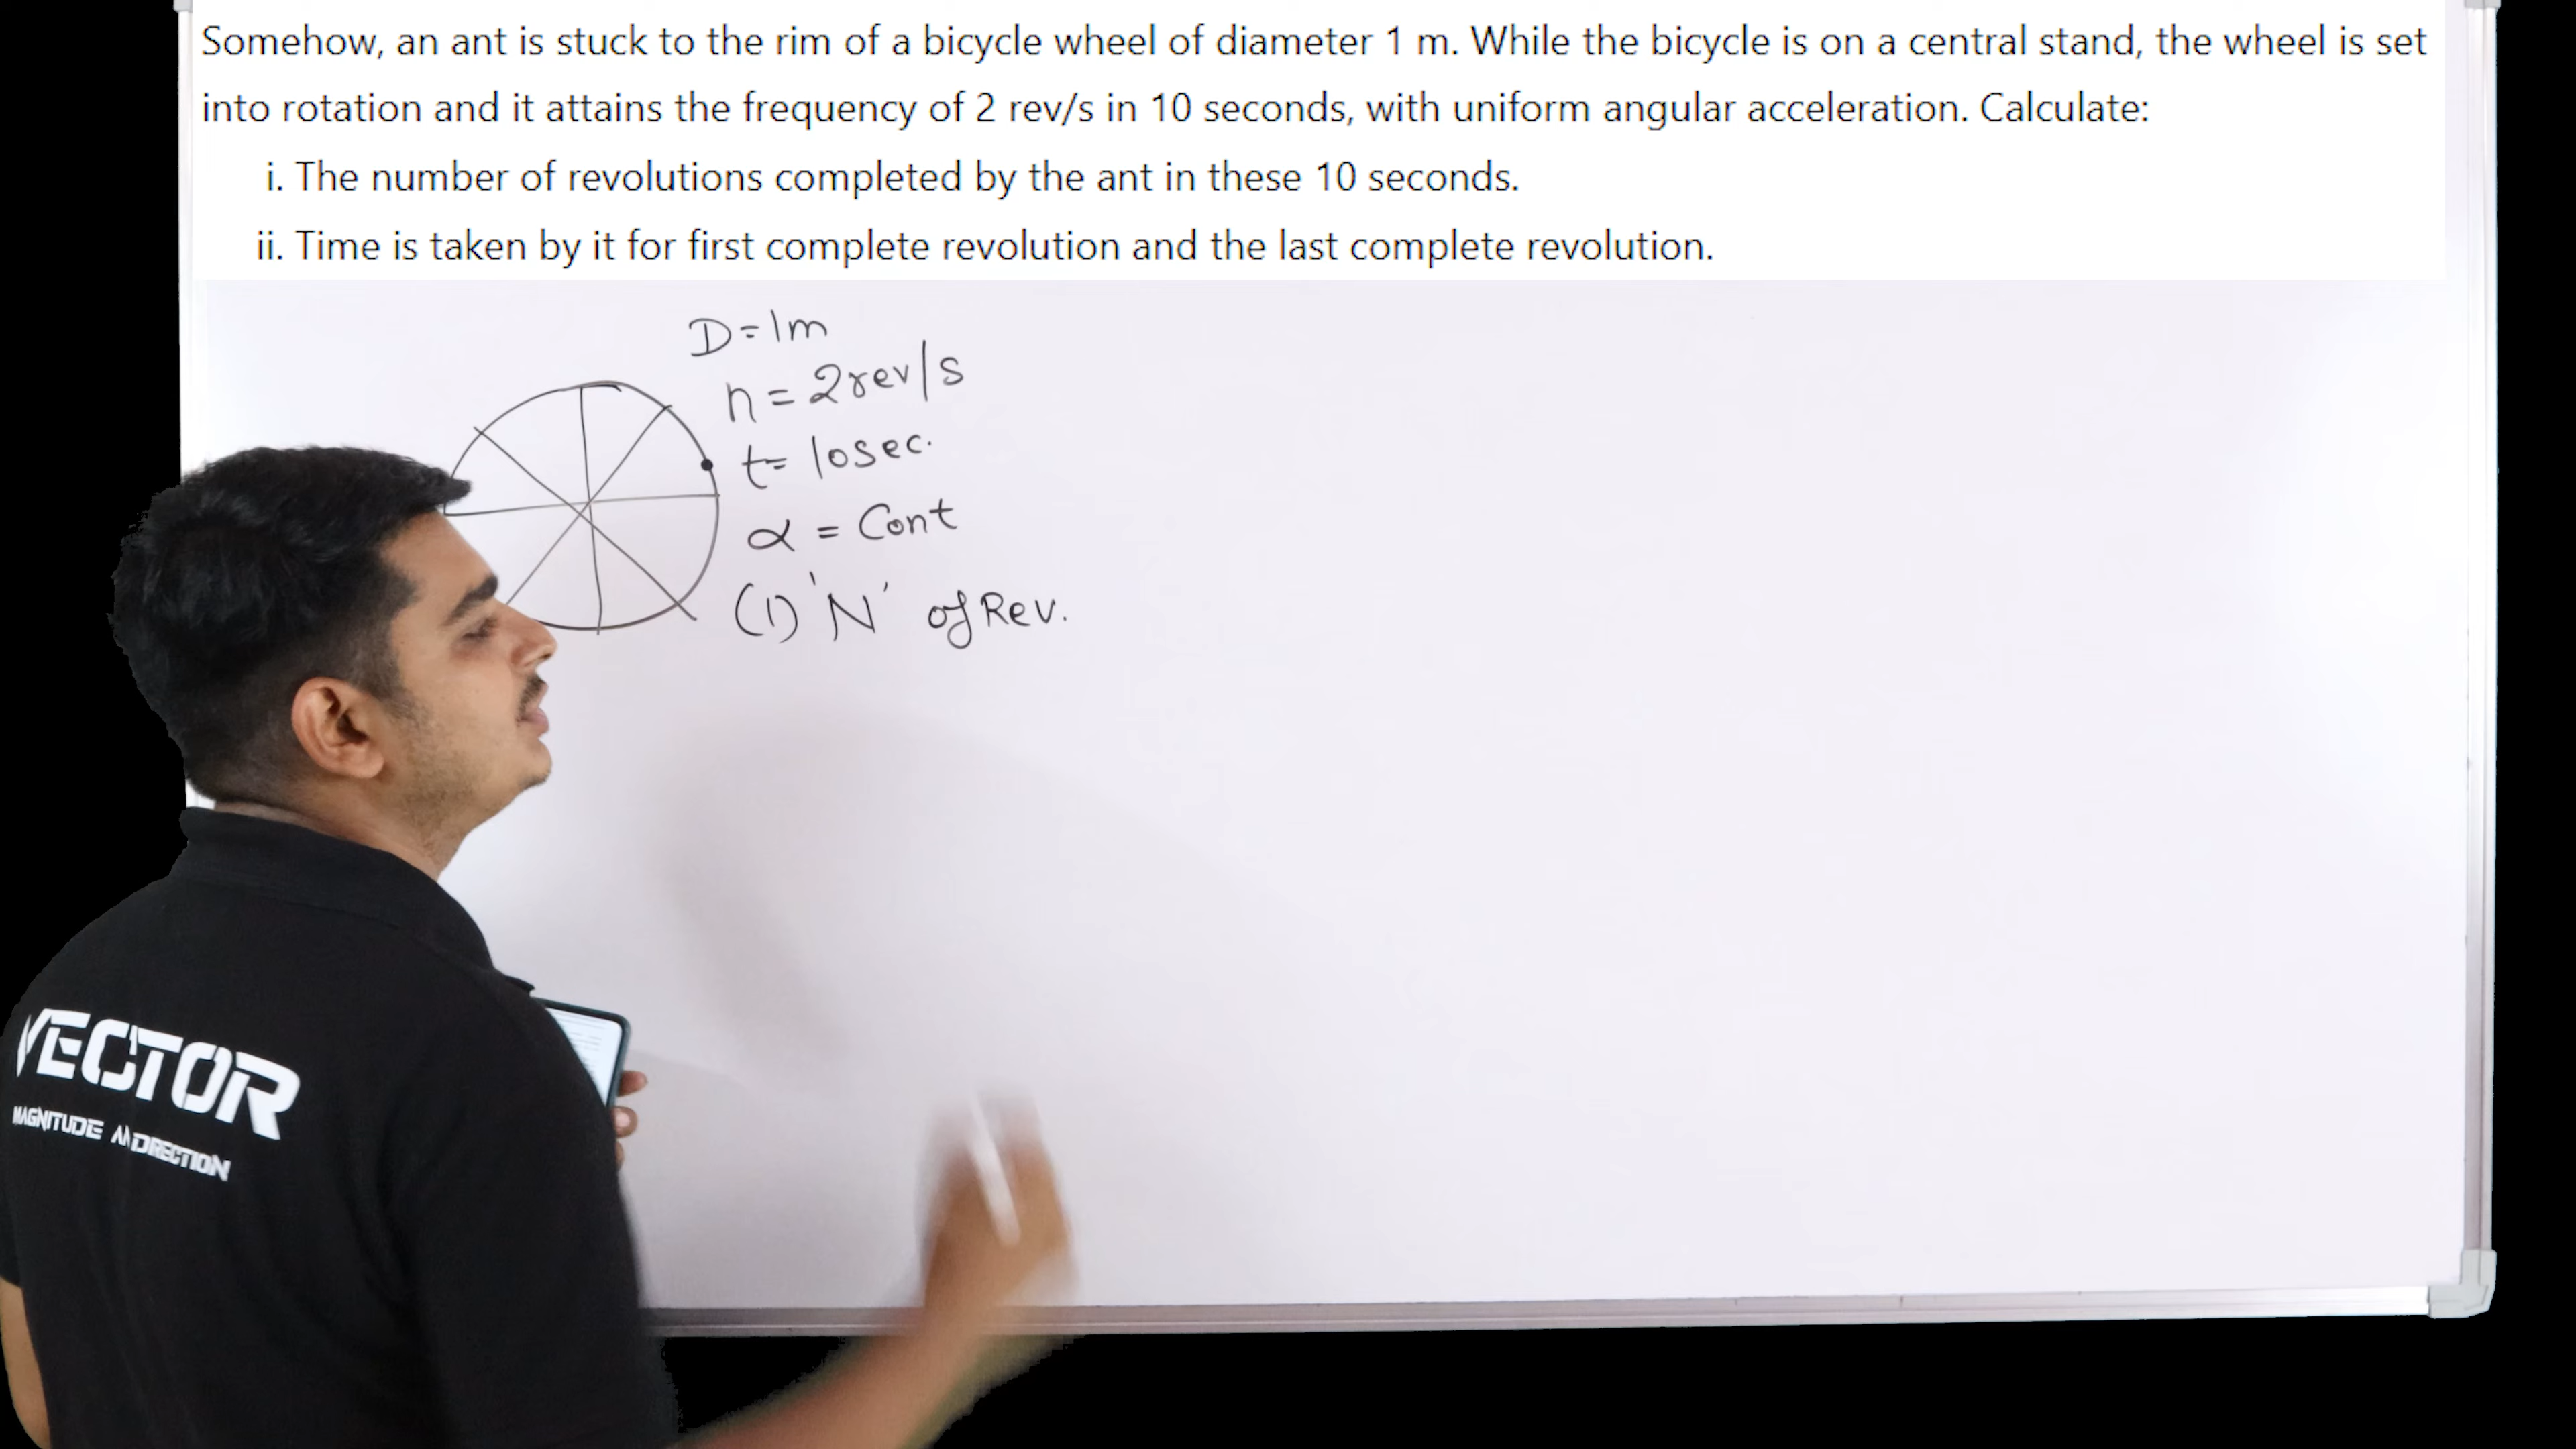 Somehow, an ant is stuck to the rim of a bicycle wheel of diameter 1 m. While the bicycle is on a central stand, the wheel is set
into rotation and it attains the frequency of 2 rev/s in 10 seconds, with uniform angular acceleration. Calculate:
i. The number of revolutions completed by the ant in these 10 seconds.
ii. Time is taken by it for first complete revolution and the last complete revolution.
D=1m
n = 2rev/s
t= 10sec.
α = Cont
(1) 'N' of Rev.
VECTOR
MAGNITUDE